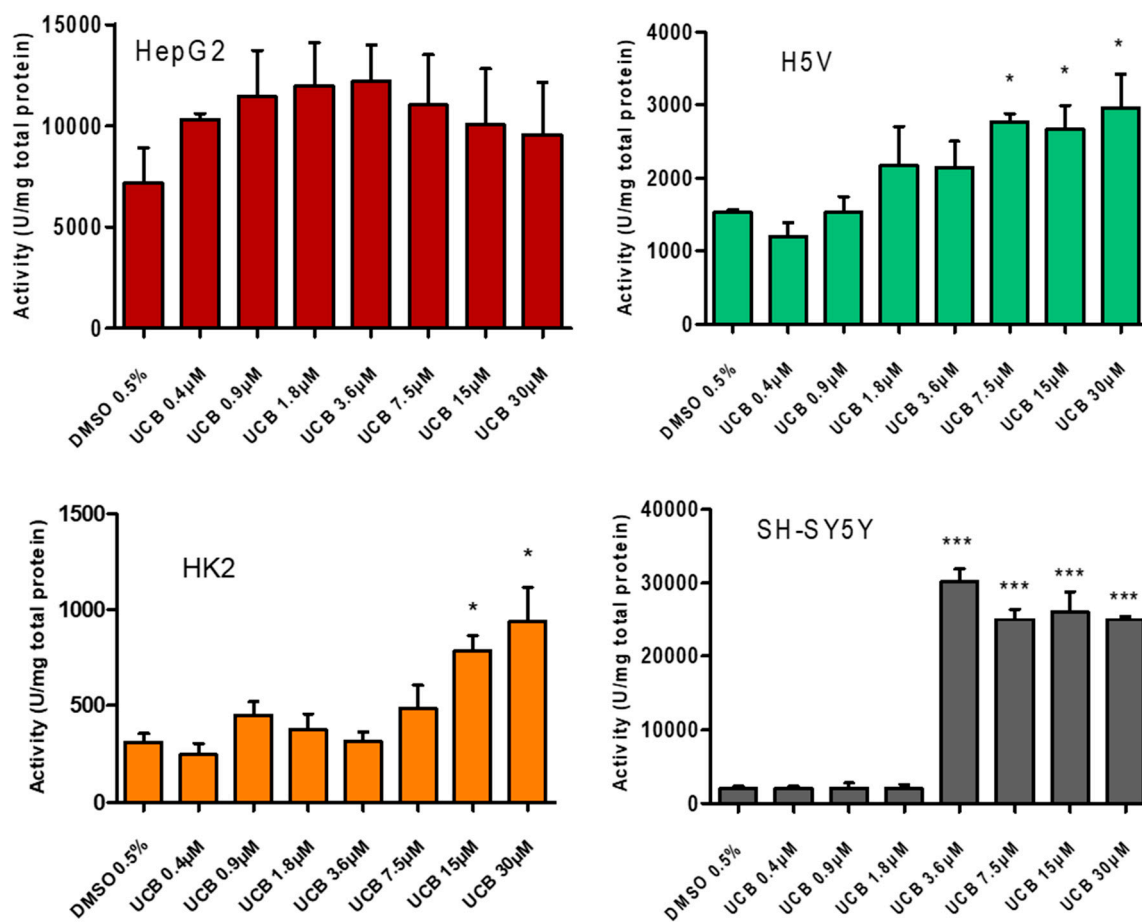 HepG2
Activity (U/mg total protein)
15000
10000
5000
0
DMSO 0.5%
UCB 0.4µM
UCB 0.9µM
UCB 1.8µM
UCB 3.6µM
UCB 7.5µM
UCB 15µM
UCB 30µM
H5V
Activity (U/mg total protein)
4000
3000
2000
1000
0
*
*
*
DMSO 0.5%
UCB 0.4µM
UCB 0.9µM
UCB 1.8µM
UCB 3.6µM
UCB 7.5µM
UCB 15µM
UCB 30µM
HK2
Activity (U/mg total protein)
1500
1000
500
0
*
*
DMSO 0.5%
UCB 0.4µM
UCB 0.9µM
UCB 1.8µM
UCB 3.6µM
UCB 7.5µM
UCB 15µM
UCB 30µM
SH-SY5Y
Activity (U/mg total protein)
40000
30000
20000
10000
0
***
***
***
***
DMSO 0.5%
UCB 0.4µM
UCB 0.9µM
UCB 1.8µM
UCB 3.6µM
UCB 7.5µM
UCB 15µM
UCB 30µM